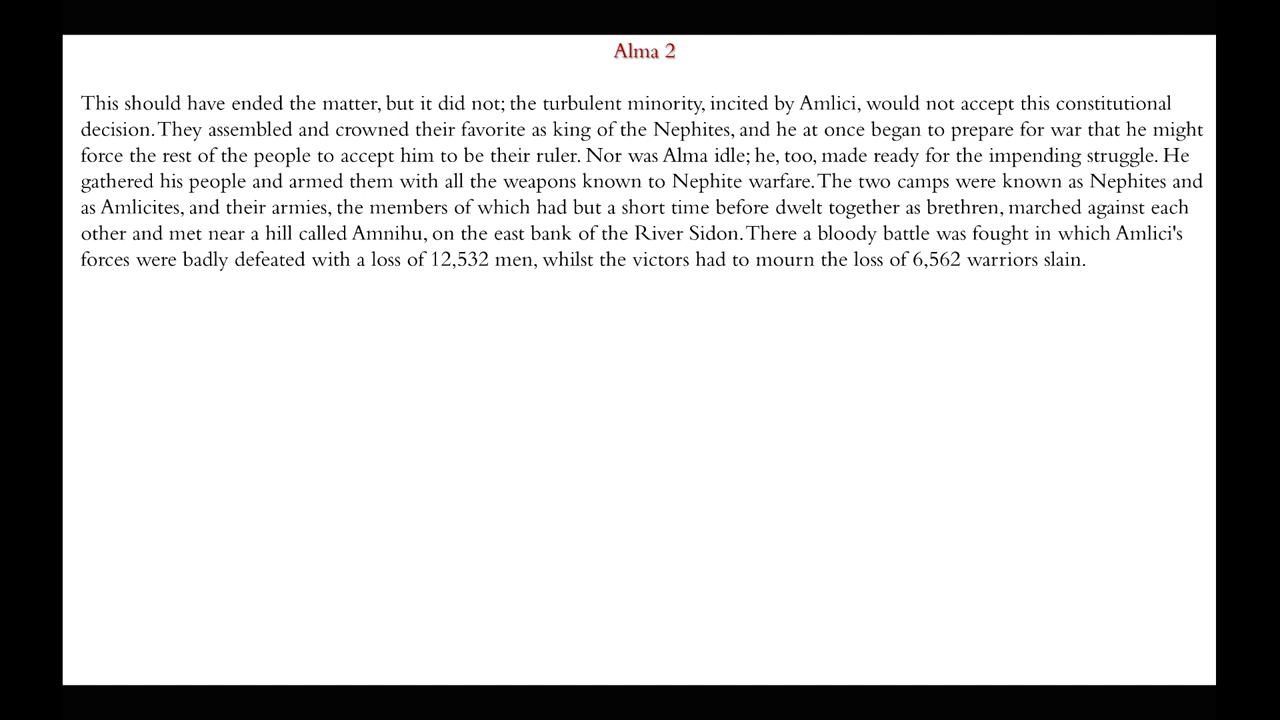 Alma 2
This should have ended the matter, but it did not; the turbulent minority, incited by Amlici, would not accept this constitutional
decision. They assembled and crowned their favorite as king of the Nephites, and he at once began to prepare for war that he might
force the rest of the people to accept him to be their ruler. Nor was Alma idle; he, too, made ready for the impending struggle. He
gathered his people and armed them with all the weapons known to Nephite warfare. The two camps were known as Nephites and
as Amlicites, and their armies, the members of which had but a short time before dwelt together as brethren, marched against each
other and met near a hill called Amnihu, on the east bank of the River Sidon. There a bloody battle was fought in which Amlici's
forces were badly defeated with a loss of 12,532 men, whilst the victors had to mourn the loss of 6,562 warriors slain.